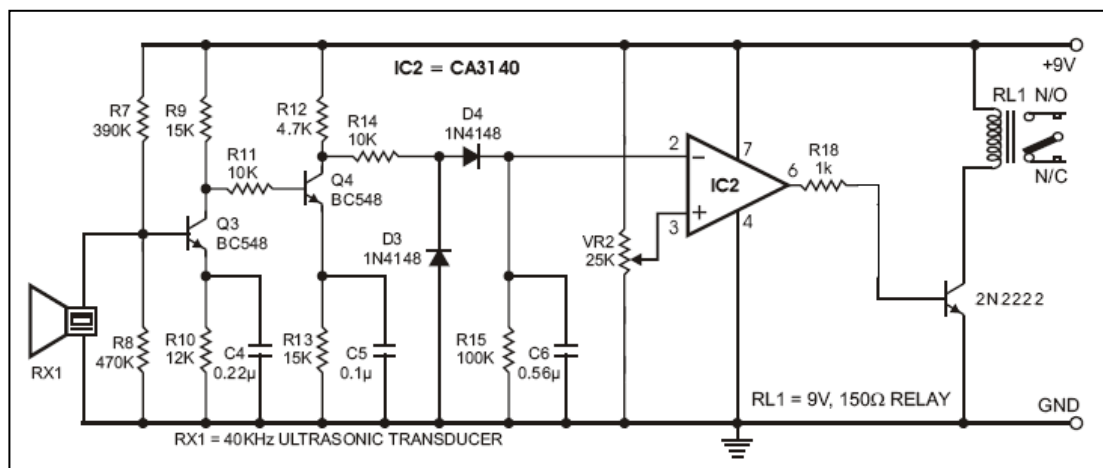 IC2 = CA3140
+9V
R7
390K
R9
15K
R12
4.7K
R14
10K
D4
1N4148
RL1
N/O
N/C
R11
10K
Q4
BC548
Q3
BC548
D3
1N4148
2
3
7
4
6
IC2
R18
1k
VR2
25K
2N2222
RX1
R8
470K
R10
12K
C4
0.22µ
R13
15K
C5
0.1µ
R15
100K
C6
0.56µ
RL1 = 9V, 150Ω RELAY
GND
RX1 = 40KHz ULTRASONIC TRANSDUCER